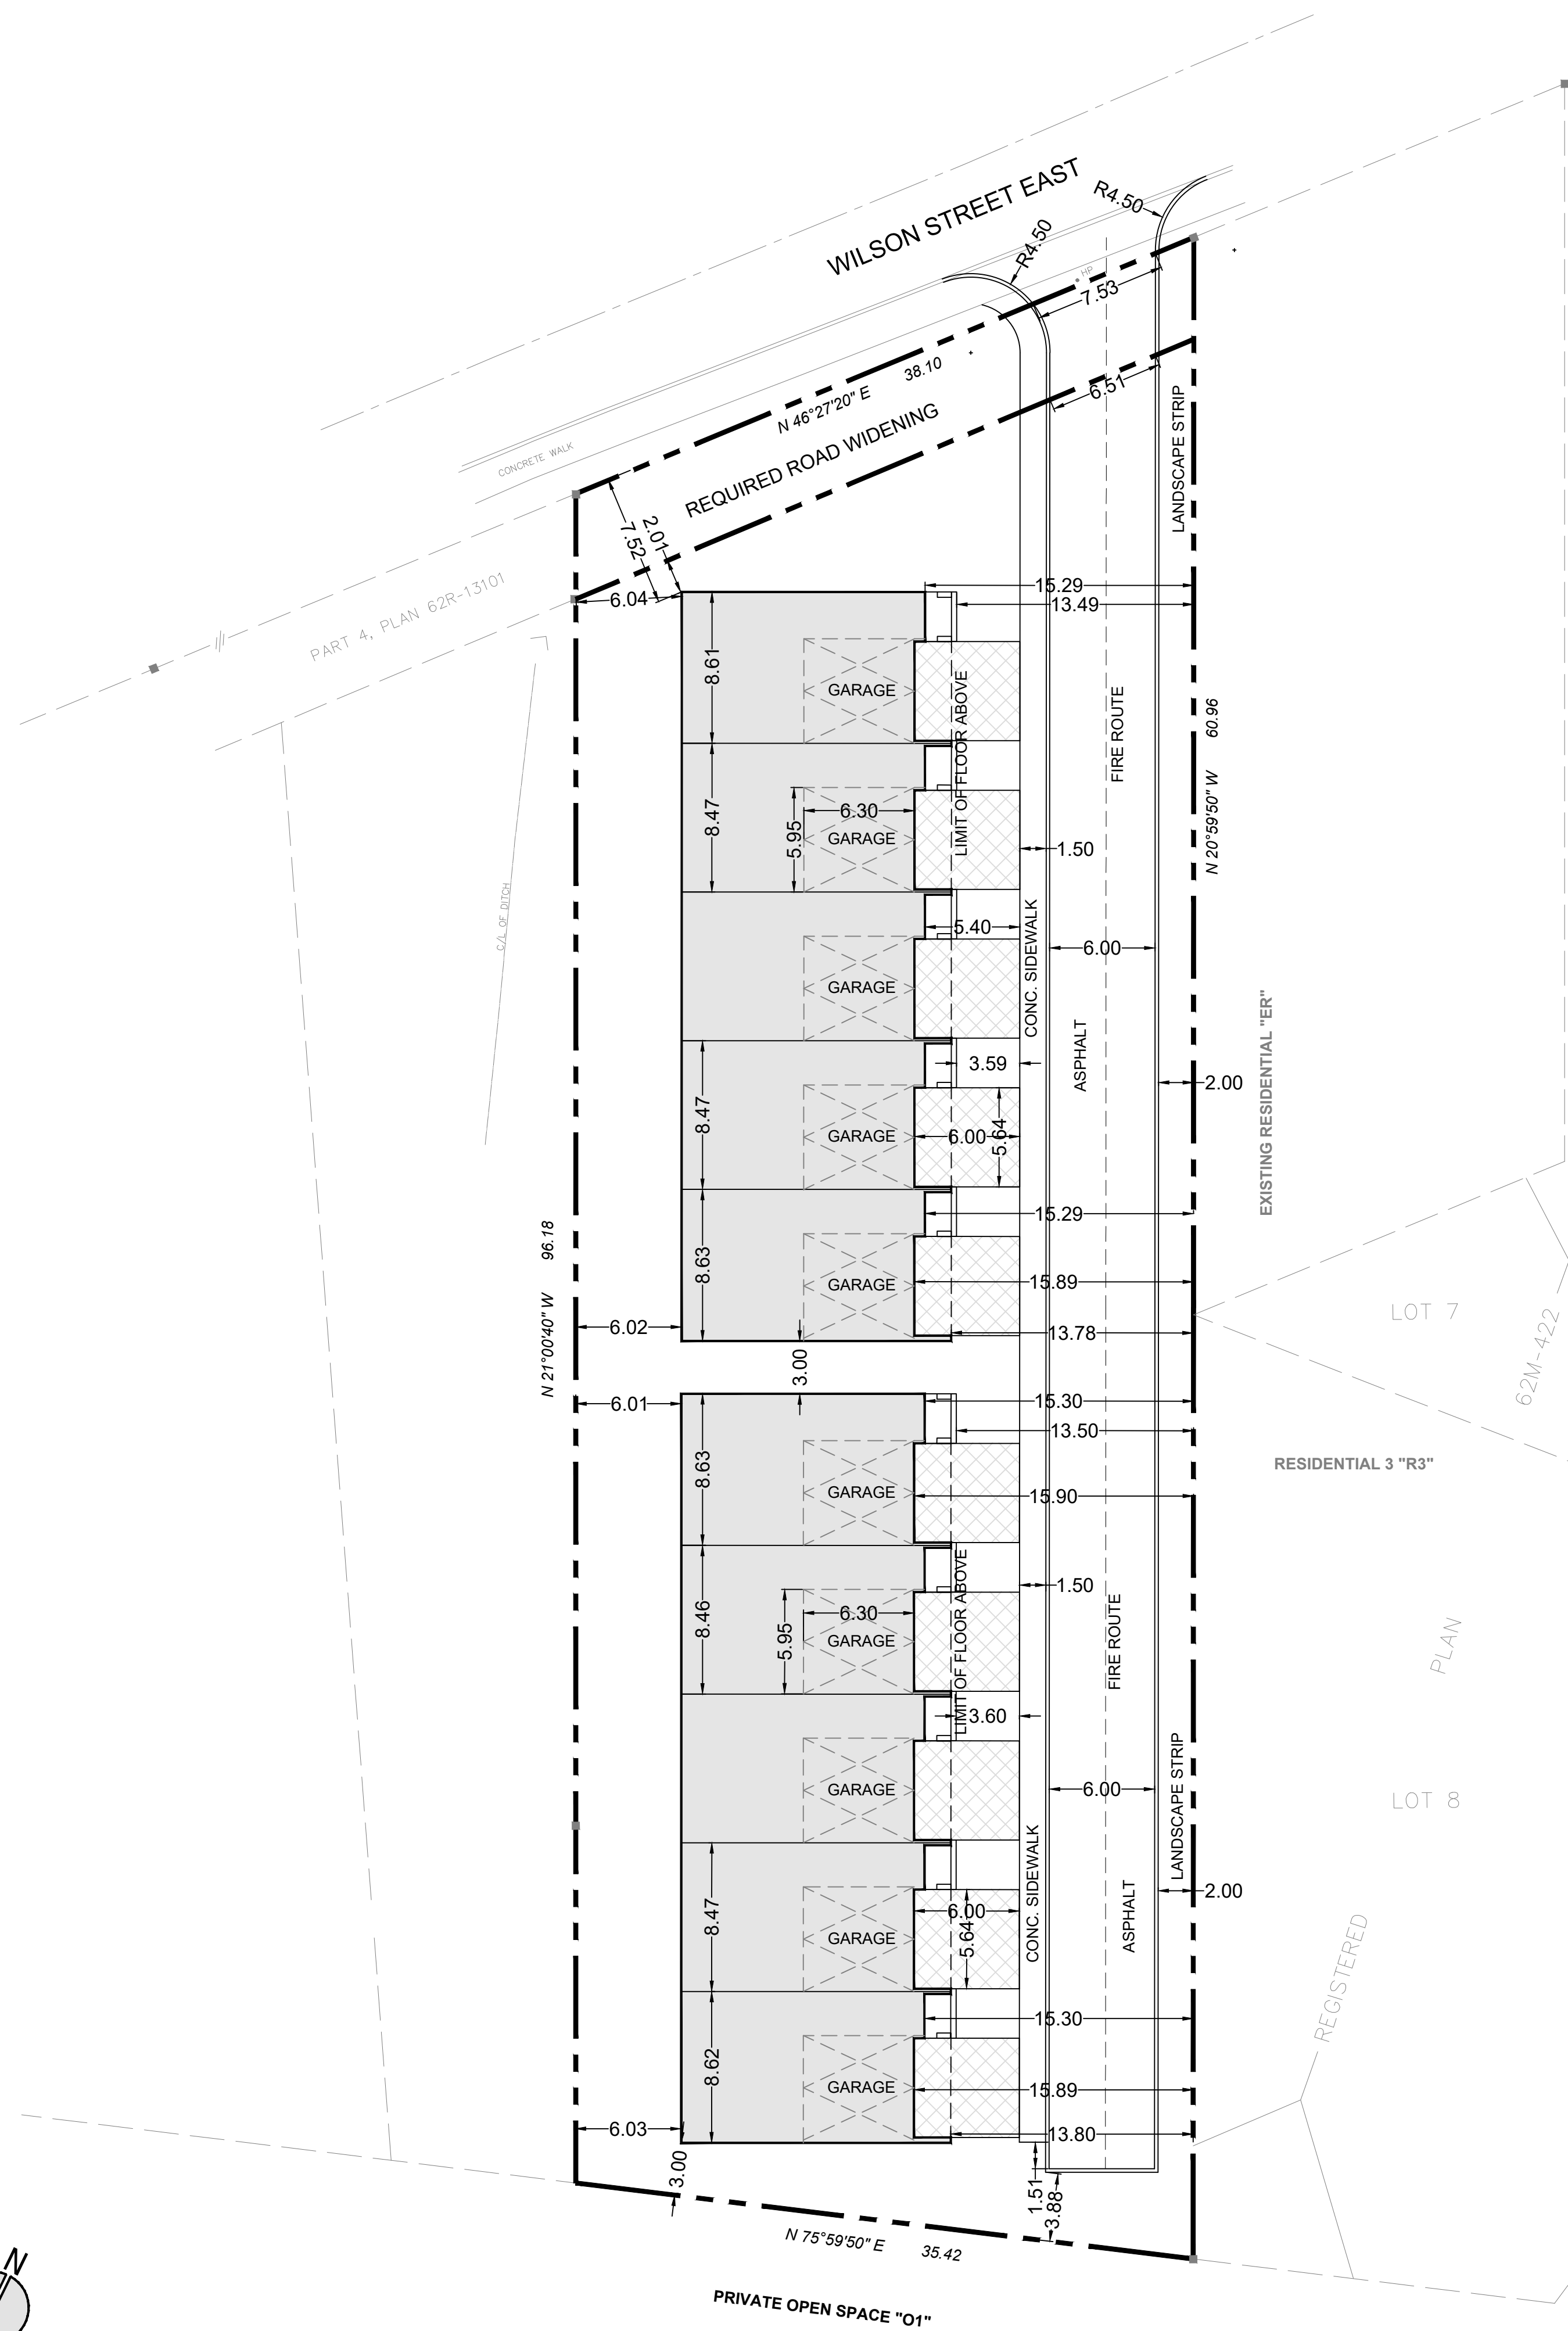 WILSON STREET EAST
R4.50
R4.50
HP
7.53
N 46°27'20" E 38.10
6.51
CONCRETE WALK
REQUIRED ROAD WIDENING
LANDSCAPE STRIP
2.01
7.52
PART 4, PLAN 62R-13101
6.04
15.29
13.49
8.61
GARAGE
LIMIT OF FLOOR ABOVE
FIRE ROUTE
N 20°59'50" W 60.96
8.47
5.95
6.30
GARAGE
1.50
C/L OF DITCH
5.40
CONC. SIDEWALK
6.00
GARAGE
ASPHALT
EXISTING RESIDENTIAL "ER"
3.59
2.00
8.47
GARAGE
6.00
5.64
15.29
N 21°00'40" W 96.18
8.63
GARAGE
15.89
LOT 7
6.02
13.78
62M-422
3.00
6.01
15.30
13.50
8.63
RESIDENTIAL 3 "R3"
GARAGE
15.90
LIMIT OF FLOOR ABOVE
1.50
8.46
5.95
6.30
GARAGE
FIRE ROUTE
PLAN
3.60
GARAGE
6.00
LOT 8
LANDSCAPE STRIP
CONC. SIDEWALK
2.00
8.47
6.00
5.64
GARAGE
ASPHALT
REGISTERED
15.30
8.62
GARAGE
15.89
6.03
13.80
3.00
1.51
3.88
N 75°59'50" E 35.42
N
PRIVATE OPEN SPACE "O1"